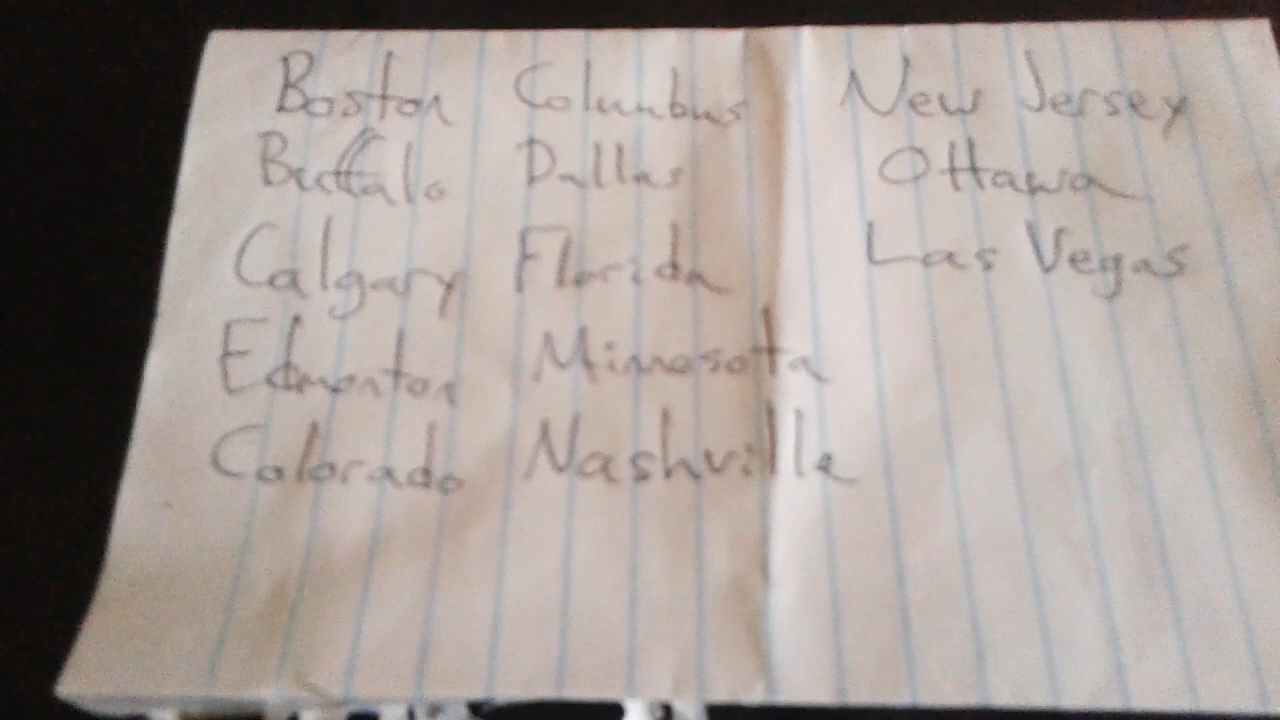 Boston Columbus New Jersey
Buffalo Dallas Ottawa
Calgary Florida Las Vegas
Edmonton Minnesota
Colorado Nashville